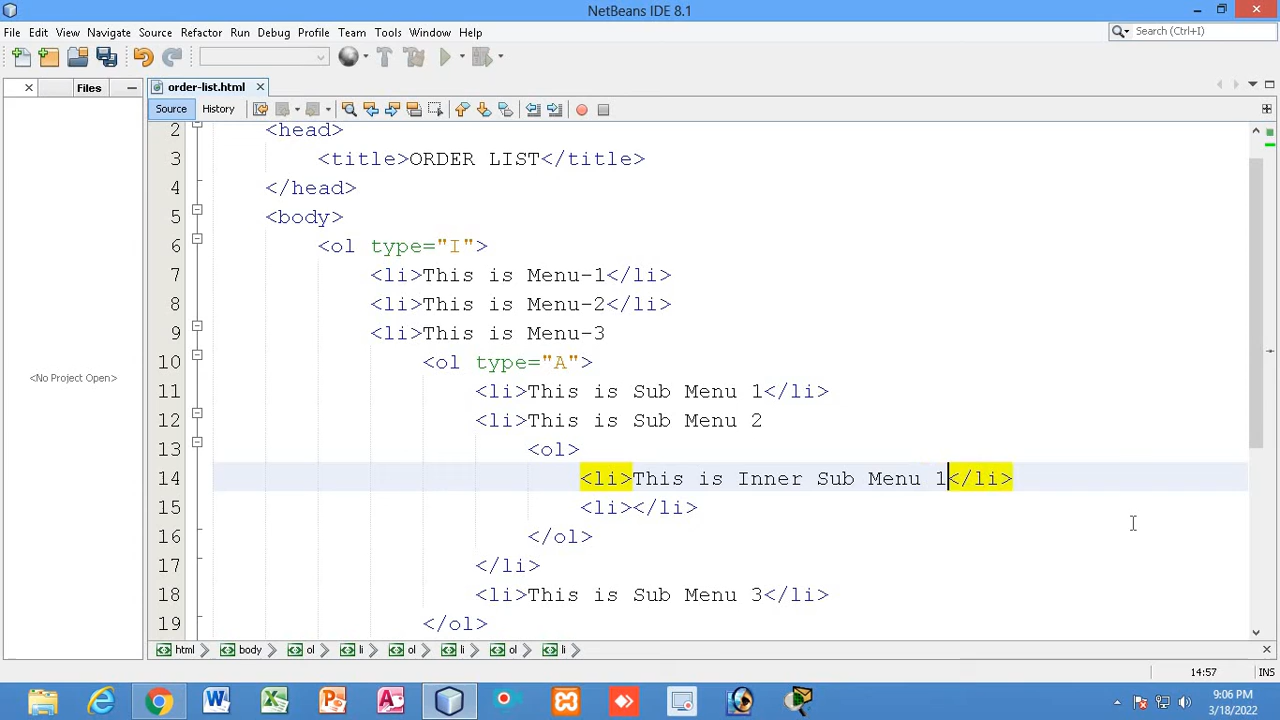 NetBeans IDE 8.1
File Edit View Navigate Source Refactor Run Debug Profile Team Tools Window Help
Search (Ctrl+I)
Files
order-list.html
Source History
2 <head>
3 <title>ORDER LIST</title>
4 </head>
5 <body>
6 <ol type="I">
7 <li>This is Menu-1</li>
8 <li>This is Menu-2</li>
9 <li>This is Menu-3
<No Project Open>
10 <ol type="A">
11 <li>This is Sub Menu 1</li>
12 <li>This is Sub Menu 2
13 <ol>
14 <li>This is Inner Sub Menu 1</li>
15 <li></li>
16 </ol>
17 </li>
18 <li>This is Sub Menu 3</li>
19 </ol>
html body ol li ol li ol li
14:57 INS
9:06 PM
3/18/2022